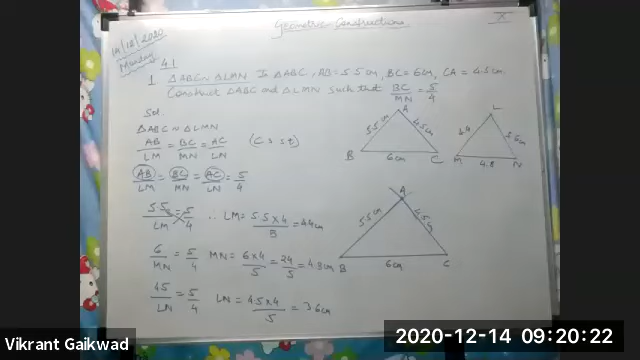 Geometric Constructions
X
14/12/2020
Monday
4.1
1. △ABC ~ △LMN In △ABC, AB = 5.5cm, BC = 6cm, CA = 4.5cm.
Construct △ABC and △LMN such that BC/MN = 5/4
Sol.
△ABC ~ △LMN
AB/LM = BC/MN = AC/LN (C.s.s.t)
AB/LM = BC/MN = AC/LN = 5/4
5.5/LM = 5/4 ∴ LM = 5.5×4/5 = 4.4cm
6/MN = 5/4 MN = 6×4/5 = 24/5 = 4.8cm
4.5/LN = 5/4 LN = 4.5×4/5 = 3.6cm
A
5.5cm
4.5cm
B
6cm
C
L
4.4
3.6cm
M
4.8
N
A
5.5cm
4.5cm
B
6cm
C
Vikrant Gaikwad
2020-12-14 09:20:22